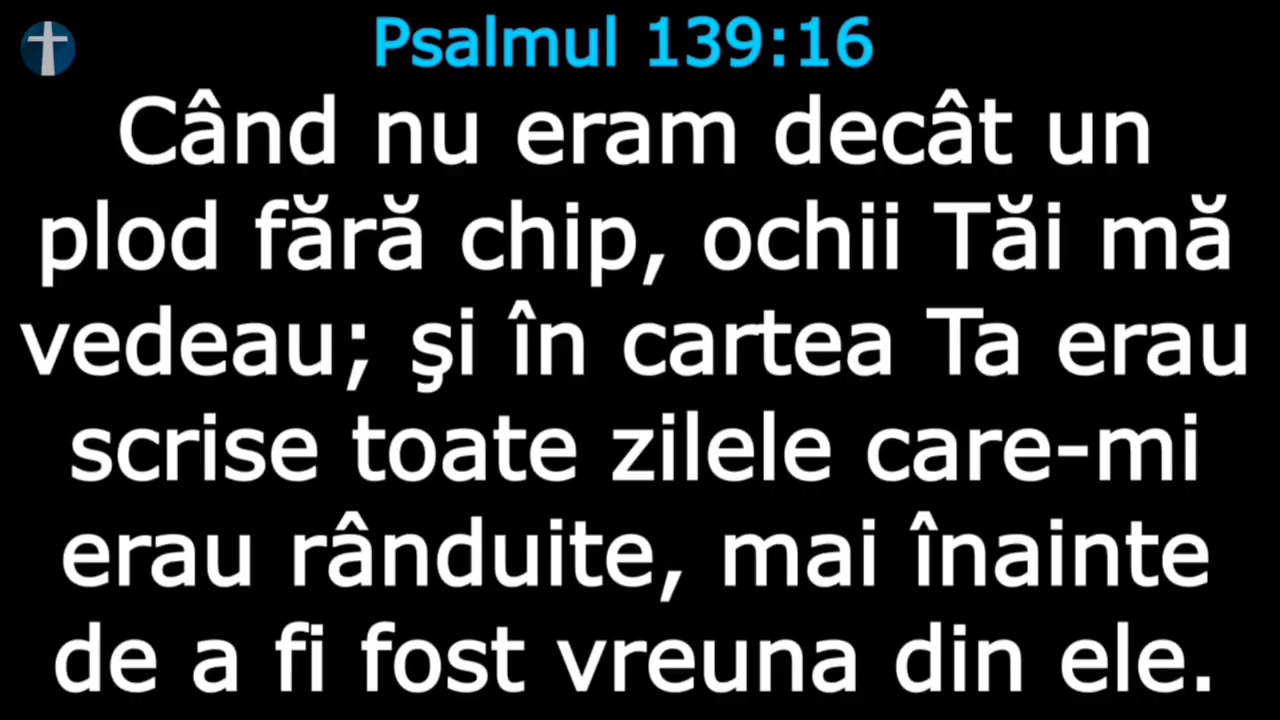 Psalmul 139:16
Când nu eram decât un
plod fără chip, ochii Tăi mă
vedeau; şi în cartea Ta erau
scrise toate zilele care-mi
erau rânduite, mai înainte
de a fi fost vreuna din ele.